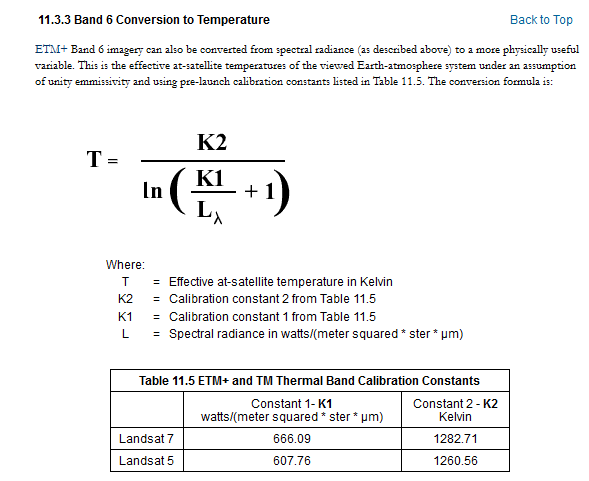 11.3.3 Band 6 Conversion to Temperature Back to Top
ETM+ Band 6 imagery can also be converted from spectral radiance (as described above) to a more physically useful
variable. This is the effective at-satellite temperatures of the viewed Earth-atmosphere system under an assumption
of unity emmissivity and using pre-launch calibration constants listed in Table 11.5. The conversion formula is:
T = K2 / ln ( K1 / Lλ + 1 )
Where:
T = Effective at-satellite temperature in Kelvin
K2 = Calibration constant 2 from Table 11.5
K1 = Calibration constant 1 from Table 11.5
L = Spectral radiance in watts/(meter squared * ster * μm)
Table 11.5 ETM+ and TM Thermal Band Calibration Constants
Constant 1- K1 Constant 2 - K2
watts/(meter squared * ster * μm) Kelvin
Landsat 7 666.09 1282.71
Landsat 5 607.76 1260.56